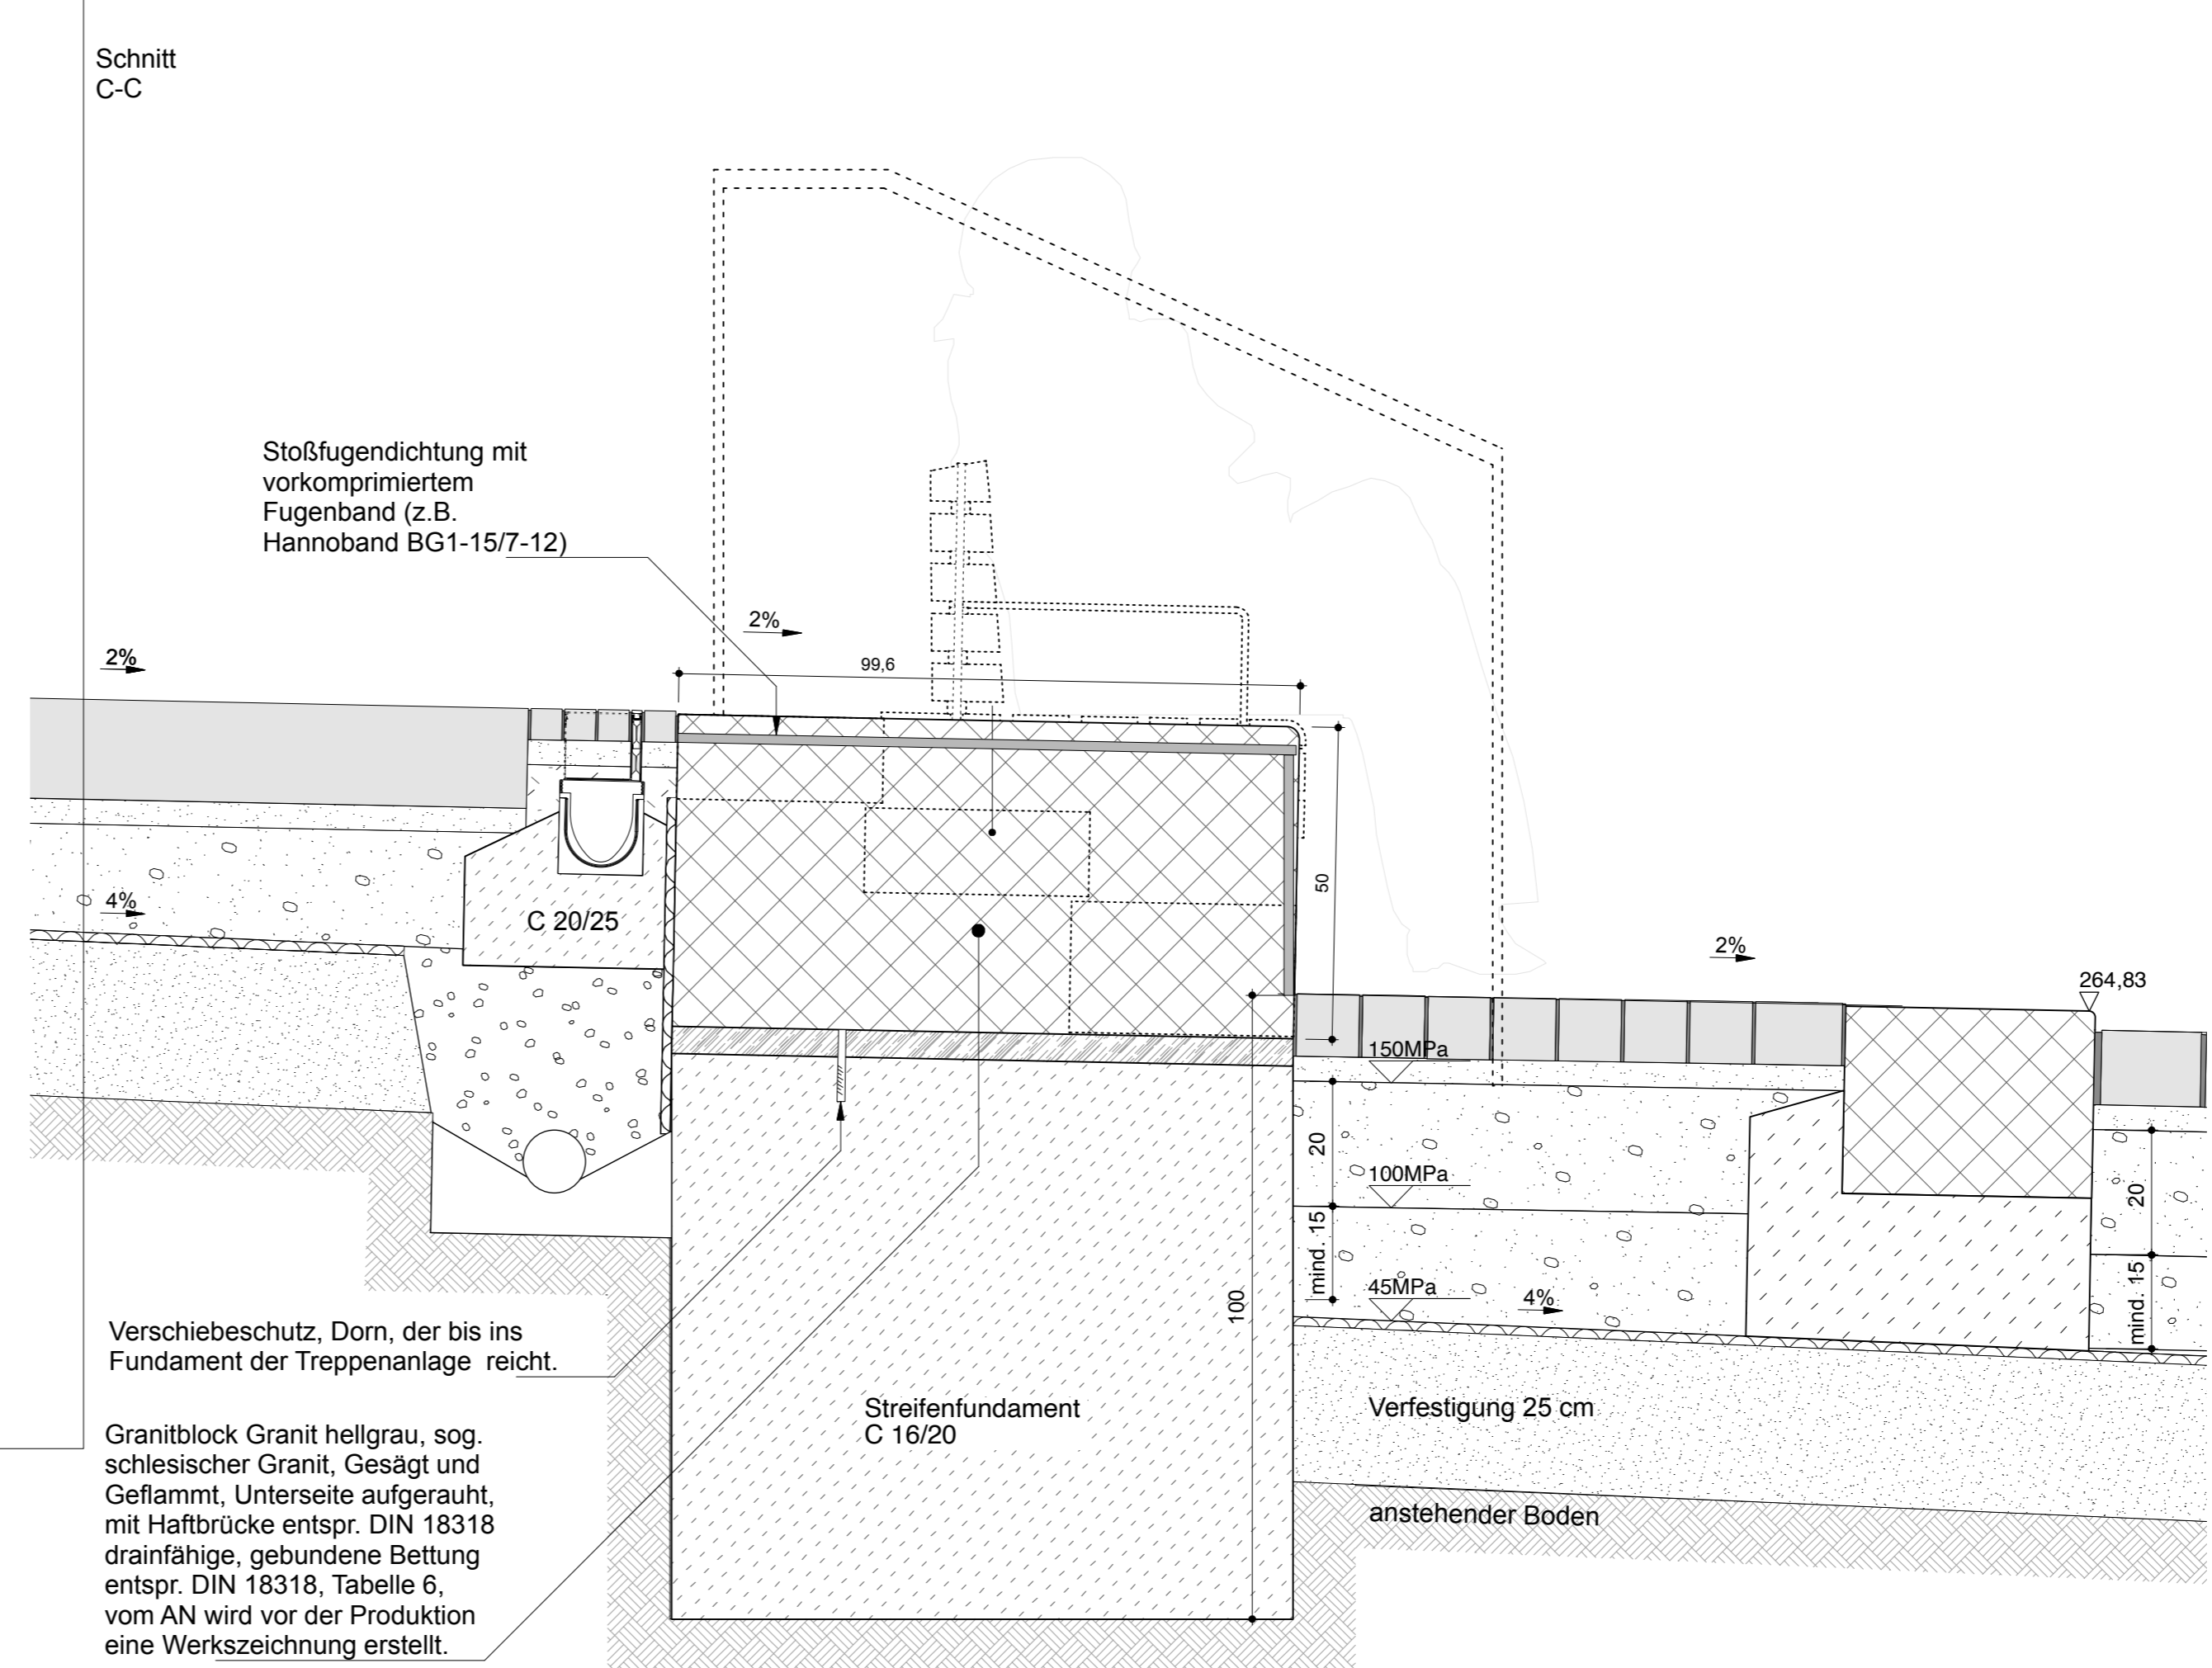 Schnitt
C-C
Stoßfugendichtung mit
vorkomprimiertem
Fugenband (z.B.
Hannoband BG1-15/7-12)
2%
2%
99,6
50
4%
C 20/25
2%
264,83
150MPa
20
100MPa
mind. 15
45MPa
4%
20
mind. 15
100
Verschiebeschutz, Dorn, der bis ins
Fundament der Treppenanlage reicht.
Streifenfundament
C 16/20
Verfestigung 25 cm
anstehender Boden
Granitblock Granit hellgrau, sog.
schlesischer Granit, Gesägt und
Geflammt, Unterseite aufgerauht,
mit Haftbrücke entspr. DIN 18318
drainfähige, gebundene Bettung
entspr. DIN 18318, Tabelle 6,
vom AN wird vor der Produktion
eine Werkszeichnung erstellt.